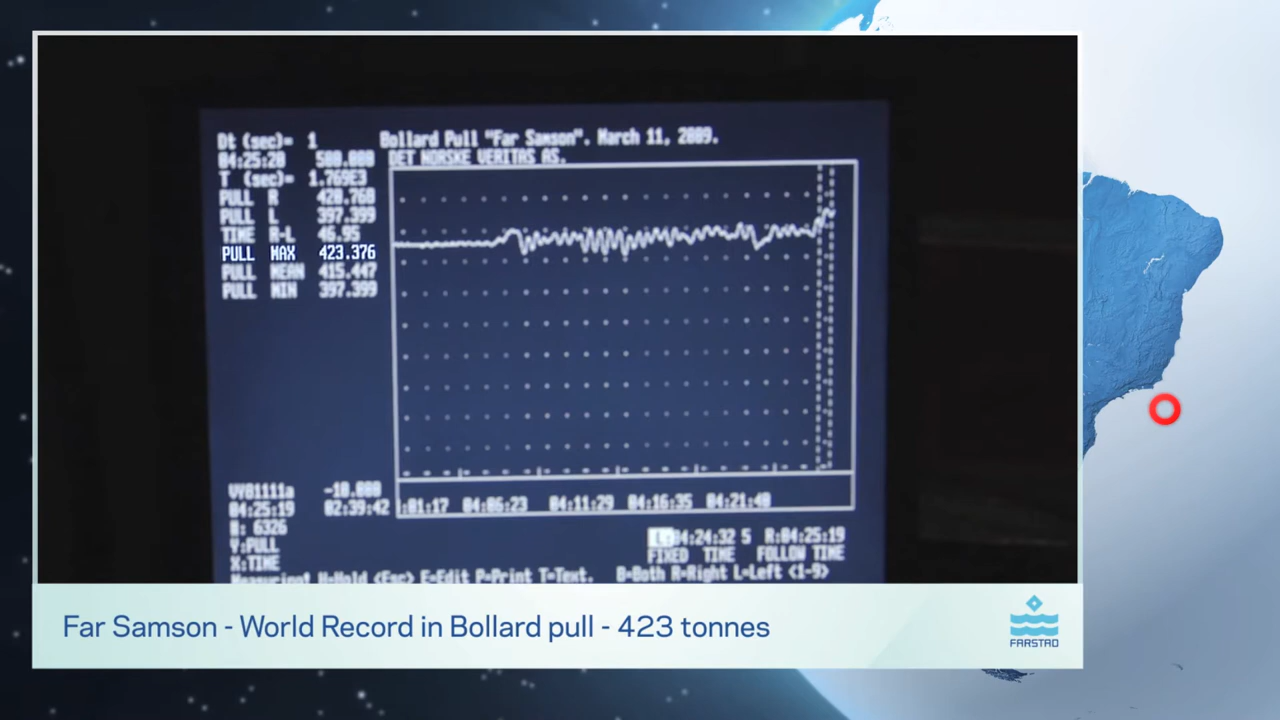 Dt (sec)= 1
Bollard Pull "Far Samson". March 11, 2009.
04:25:20 500.000
DET NORSKE VERITAS AS.
T (sec)= 1.769E3
PULL R 420.768
PULL L 397.399
TIME R-L 46.95
PULL MAX 423.376
PULL MEAN 415.447
PULL MIN 397.399
VVB1111a -10.000
04:25:19 02:39:42
:01:17 04:06:23 04:11:29 04:16:35 04:21:40
N: 6326
Y:PULL
X:TIME
L:04:24:32 S R:04:25:19
FIXED TIME FOLLOW TIME
Measuring! H=Hold <Esc> E=Edit P=Print T=Text. B=Both R=Right L=Left <1-9>
Far Samson - World Record in Bollard pull - 423 tonnes
FARSTAD